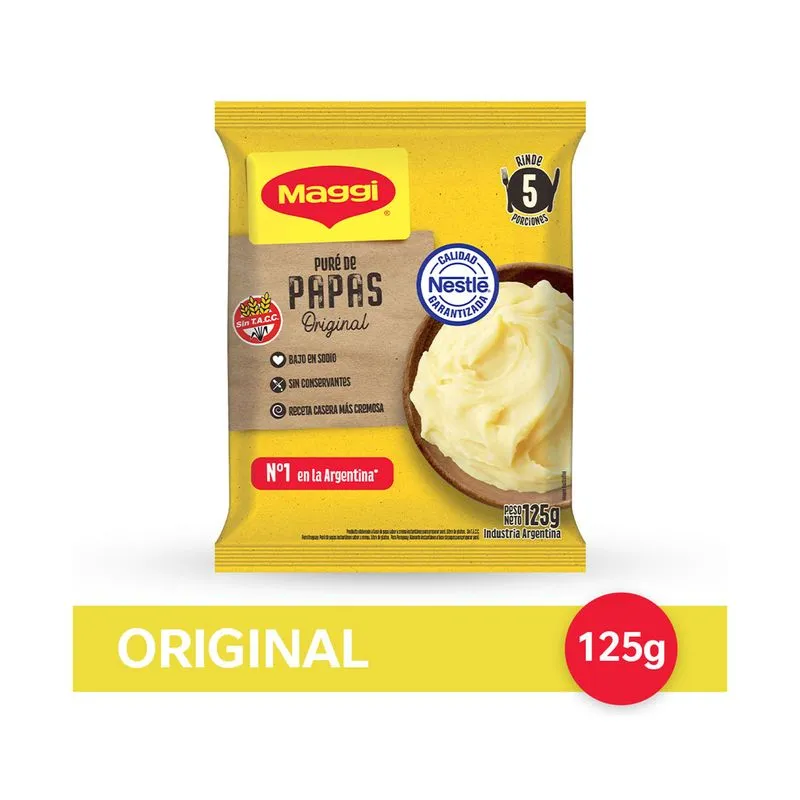 Maggi
®
RINDE
5
PORCIONES
PURÉ DE
PAPAS
Original
CALIDAD
Nestlé
GARANTIZADA
Sin T.A.C.C.
BAJO EN SODIO
SIN CONSERVANTES
RECETA CASERA MÁS CREMOSA
Nº1 en la Argentina*
PESO NETO 125g
Industria Argentina
ORIGINAL
125g